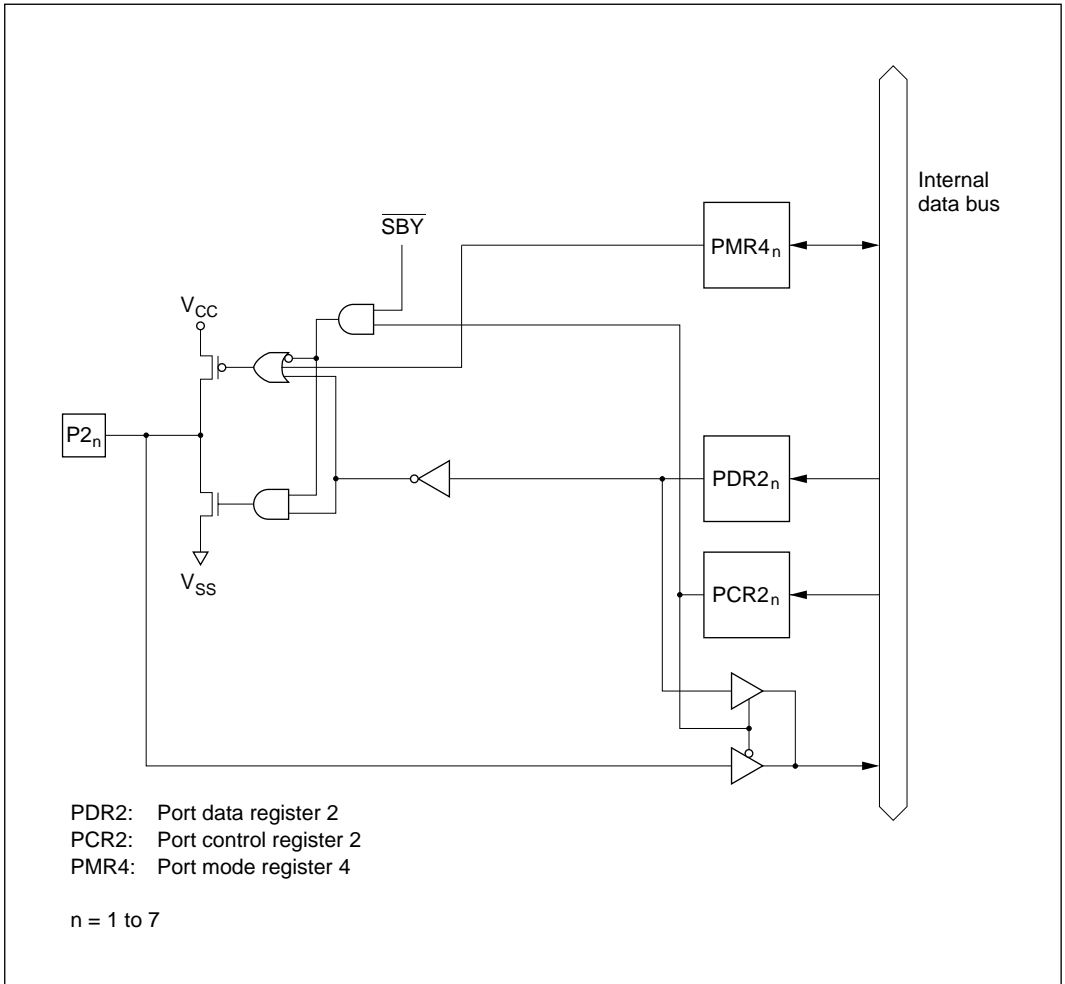 Internal
data bus
SBY
PMR4n
VCC
P2n
PDR2n
VSS
PCR2n
PDR2: Port data register 2
PCR2: Port control register 2
PMR4: Port mode register 4
n = 1 to 7